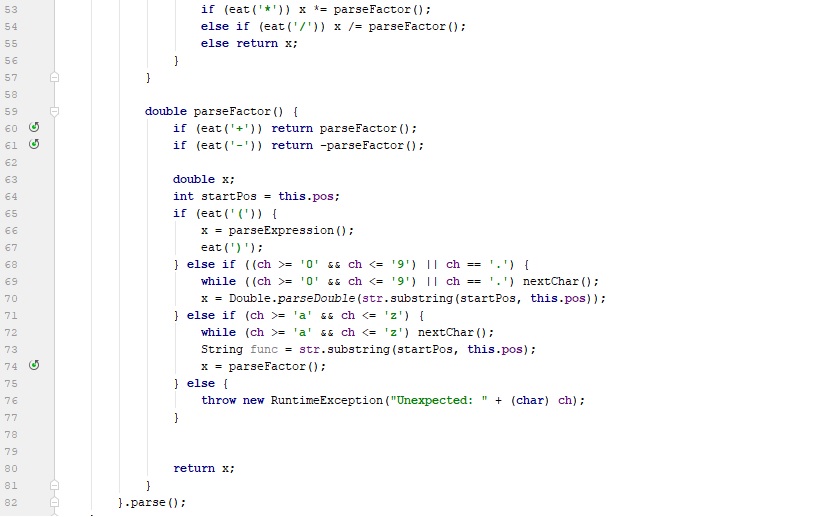 53 if (eat('*')) x *= parseFactor();
54 else if (eat('/')) x /= parseFactor();
55 else return x;
56 }
57 }
58
59 double parseFactor() {
60 if (eat('+')) return parseFactor();
61 if (eat('-')) return -parseFactor();
62
63 double x;
64 int startPos = this.pos;
65 if (eat('(')) {
66 x = parseExpression();
67 eat(')');
68 } else if ((ch >= '0' && ch <= '9') || ch == '.') {
69 while ((ch >= '0' && ch <= '9') || ch == '.') nextChar();
70 x = Double.parseDouble(str.substring(startPos, this.pos));
71 } else if (ch >= 'a' && ch <= 'z') {
72 while (ch >= 'a' && ch <= 'z') nextChar();
73 String func = str.substring(startPos, this.pos);
74 x = parseFactor();
75 } else {
76 throw new RuntimeException("Unexpected: " + (char) ch);
77 }
78
79
80 return x;
81 }
82 }.parse();